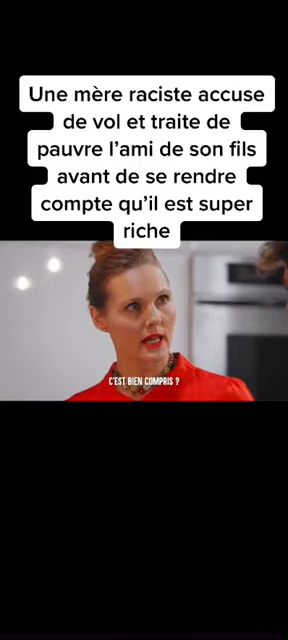 Une mère raciste accuse
de vol et traite de
pauvre l'ami de son fils
avant de se rendre
compte qu'il est super
riche
C'EST BIEN COMPRIS ?